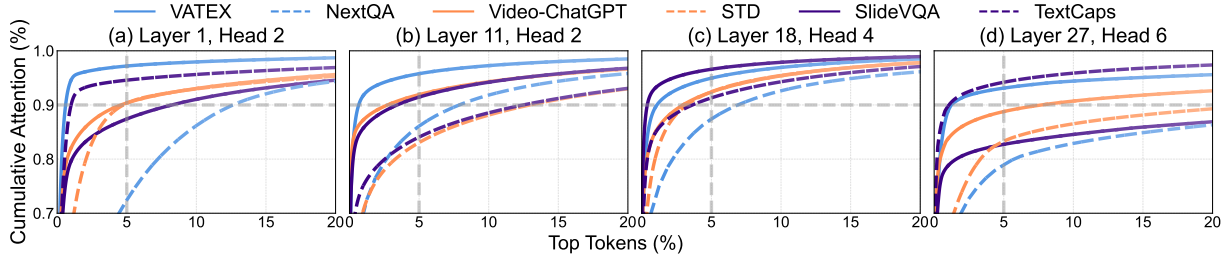 VATEX NextQA Video-ChatGPT STD SlideVQA TextCaps
(a) Layer 1, Head 2 (b) Layer 11, Head 2 (c) Layer 18, Head 4 (d) Layer 27, Head 6
Cumulative Attention (%)
1.0
0.9
0.8
0.7
0 5 10 15 20 0 5 10 15 20 0 5 10 15 20 0 5 10 15 20
Top Tokens (%)